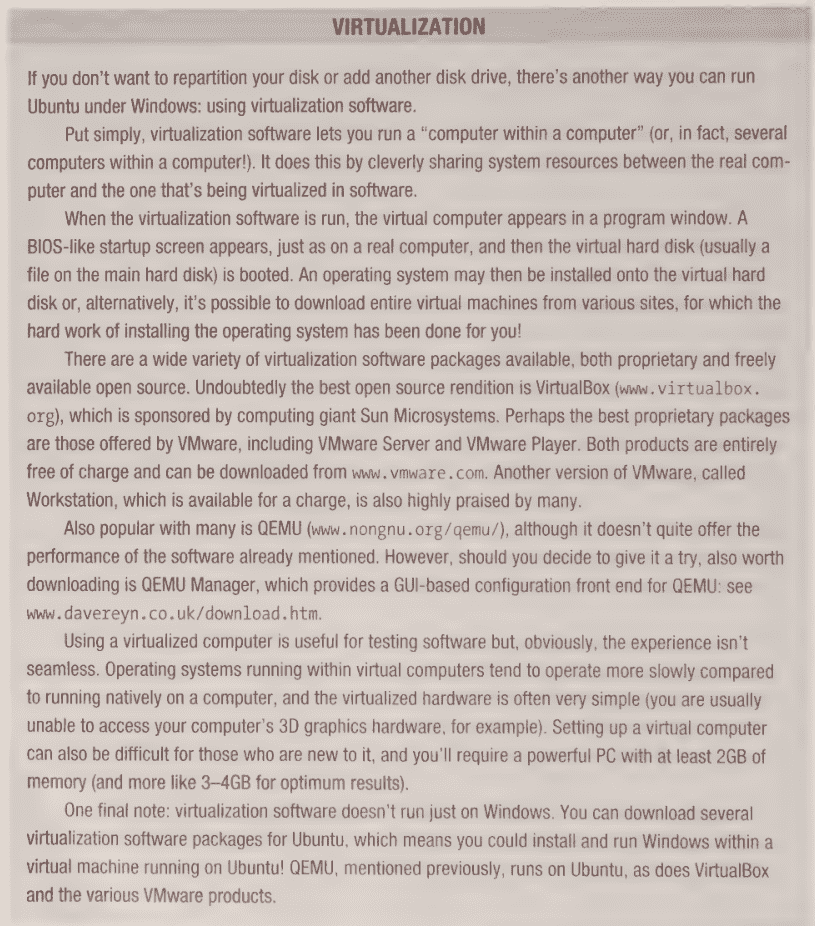 VIRTUALIZATION
If you don't want to repartition your disk or add another disk drive, there's another way you can run
Ubuntu under Windows: using virtualization software.
Put simply, virtualization software lets you run a “computer within a computer” (or, in fact, several
computers within a computer!). It does this by cleverly sharing system resources between the real com-
puter and the one that's being virtualized in software.
When the virtualization software is run, the virtual computer appears in a program window. A
BIOS-like startup screen appears, just as on a real computer, and then the virtual hard disk (usually a
file on the main hard disk) is booted. An operating system may then be installed onto the virtual hard
disk or, alternatively, it's possible to download entire virtual machines from various sites, for which the
hard work of installing the operating system has been done for you!
There are a wide variety of virtualization software packages available, both proprietary and freely
available open source. Undoubtedly the best open source rendition is VirtualBox (www.virtualbox.
org), which is sponsored by computing giant Sun Microsystems. Perhaps the best proprietary packages
are those offered by VMware, including VMware Server and VMware Player. Both products are entirely
free of charge and can be downloaded from www.vmware.com. Another version of VMware, called
Workstation, which is available for a charge, is also highly praised by many.
Also popular with many is QEMU (www.nongnu.org/qemu/), although it doesn't quite offer the
performance of the software already mentioned. However, should you decide to give it a try, also worth
downloading is QEMU Manager, which provides a GUI-based configuration front end for QEMU: see
www.davereyn.co.uk/download.htm.
Using a virtualized computer is useful for testing software but, obviously, the experience isn't
seamless. Operating systems running within virtual computers tend to operate more slowly compared
to running natively on a computer, and the virtualized hardware is often very simple (you are usually
unable to access your computer's 3D graphics hardware, for example). Setting up a virtual computer
can also be difficult for those who are new to it, and you'll require a powerful PC with at least 2GB of
memory (and more like 3–4GB for optimum results).
One final note: virtualization software doesn't run just on Windows. You can download several
virtualization software packages for Ubuntu, which means you could install and run Windows within a
virtual machine running on Ubuntu! QEMU, mentioned previously, runs on Ubuntu, as does VirtualBox
and the various VMware products.